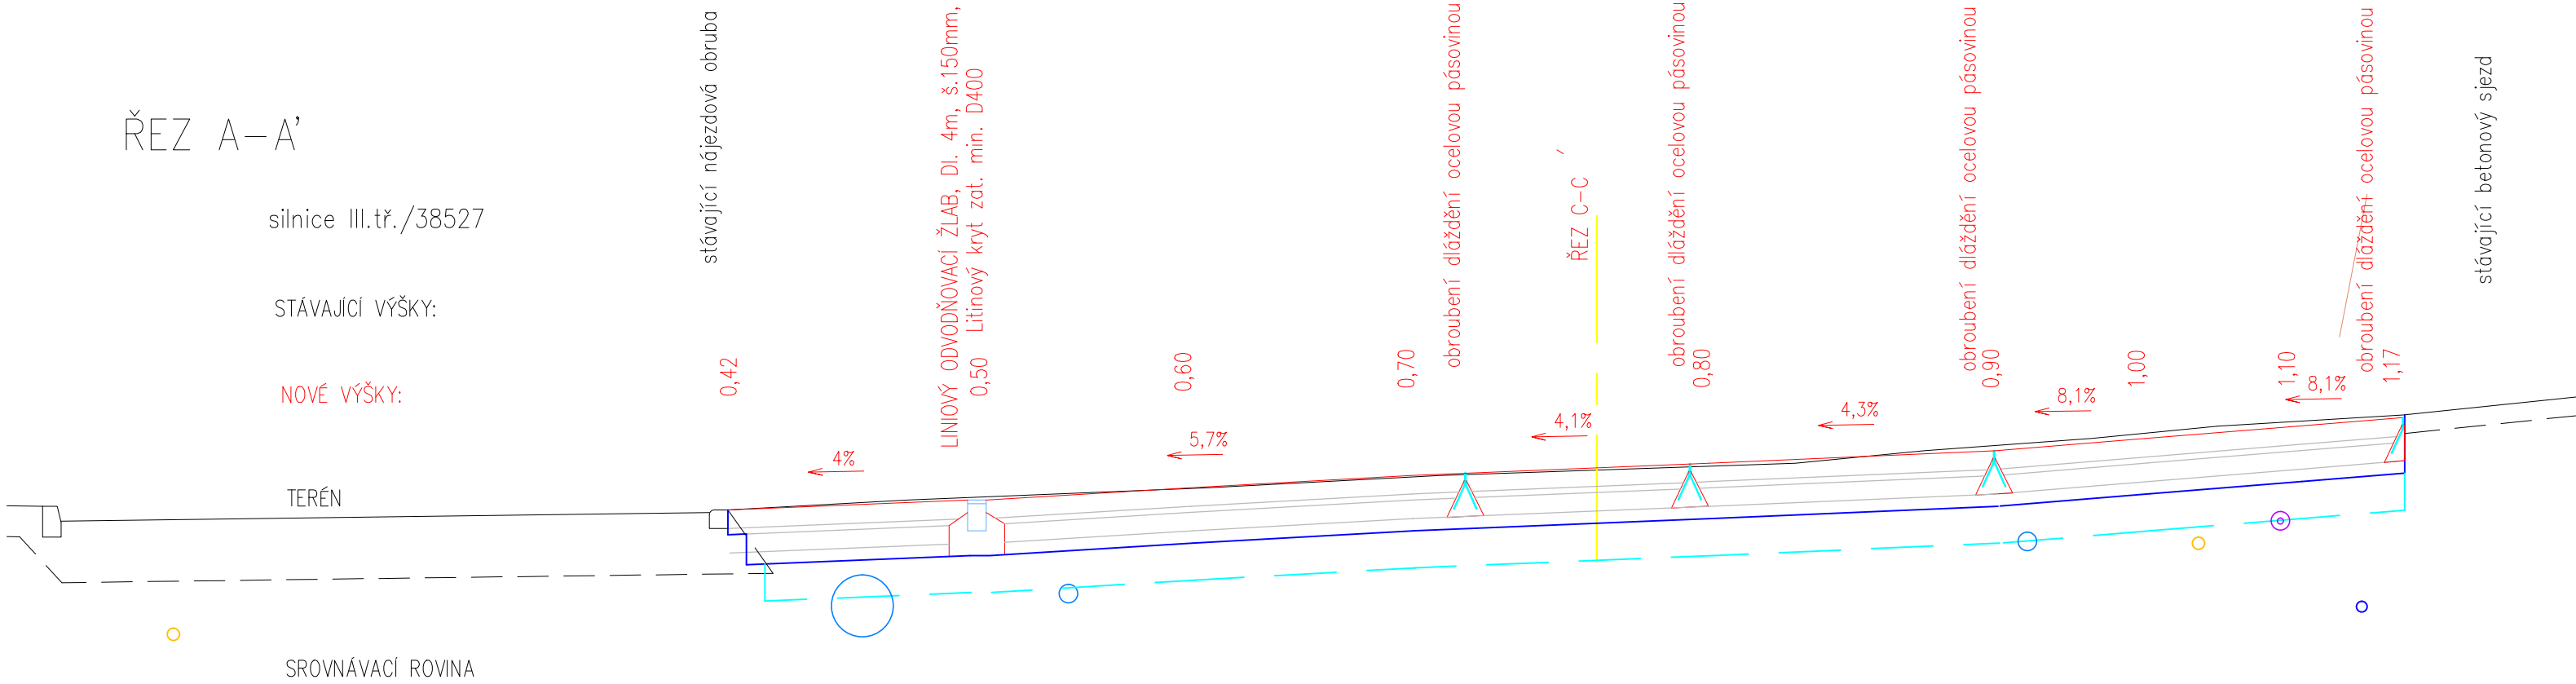 ŘEZ A–A'
silnice III.tř./38527
STÁVAJÍCÍ VÝŠKY:
NOVÉ VÝŠKY:
TERÉN
SROVNÁVACÍ ROVINA
stávající nájezdová obruba
0,42
LINIOVÝ ODVODŇOVACÍ ŽLAB, Dl. 4m, š.150mm,
Litinový kryt zat. min. D400
0,50
0,60
0,70
obroubení dláždění ocelovou pásovinou
ŘEZ C-C ´
obroubení dláždění ocelovou pásovinou
0,80
obroubení dláždění ocelovou pásovinou
0,90
1,00
1,10
obroubení dláždění ocelovou pásovinou
1,17
stávající betonový sjezd
4%
5,7%
4,1%
4,3%
8,1%
8,1%